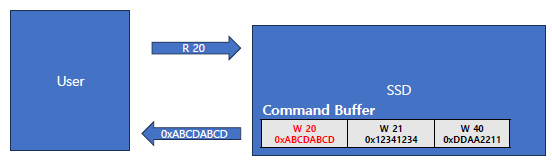 User
R 20
0xABCDABCD
SSD
Command Buffer
W 20
0xABCDABCD
W 21
0x12341234
W 40
0xDDAA2211